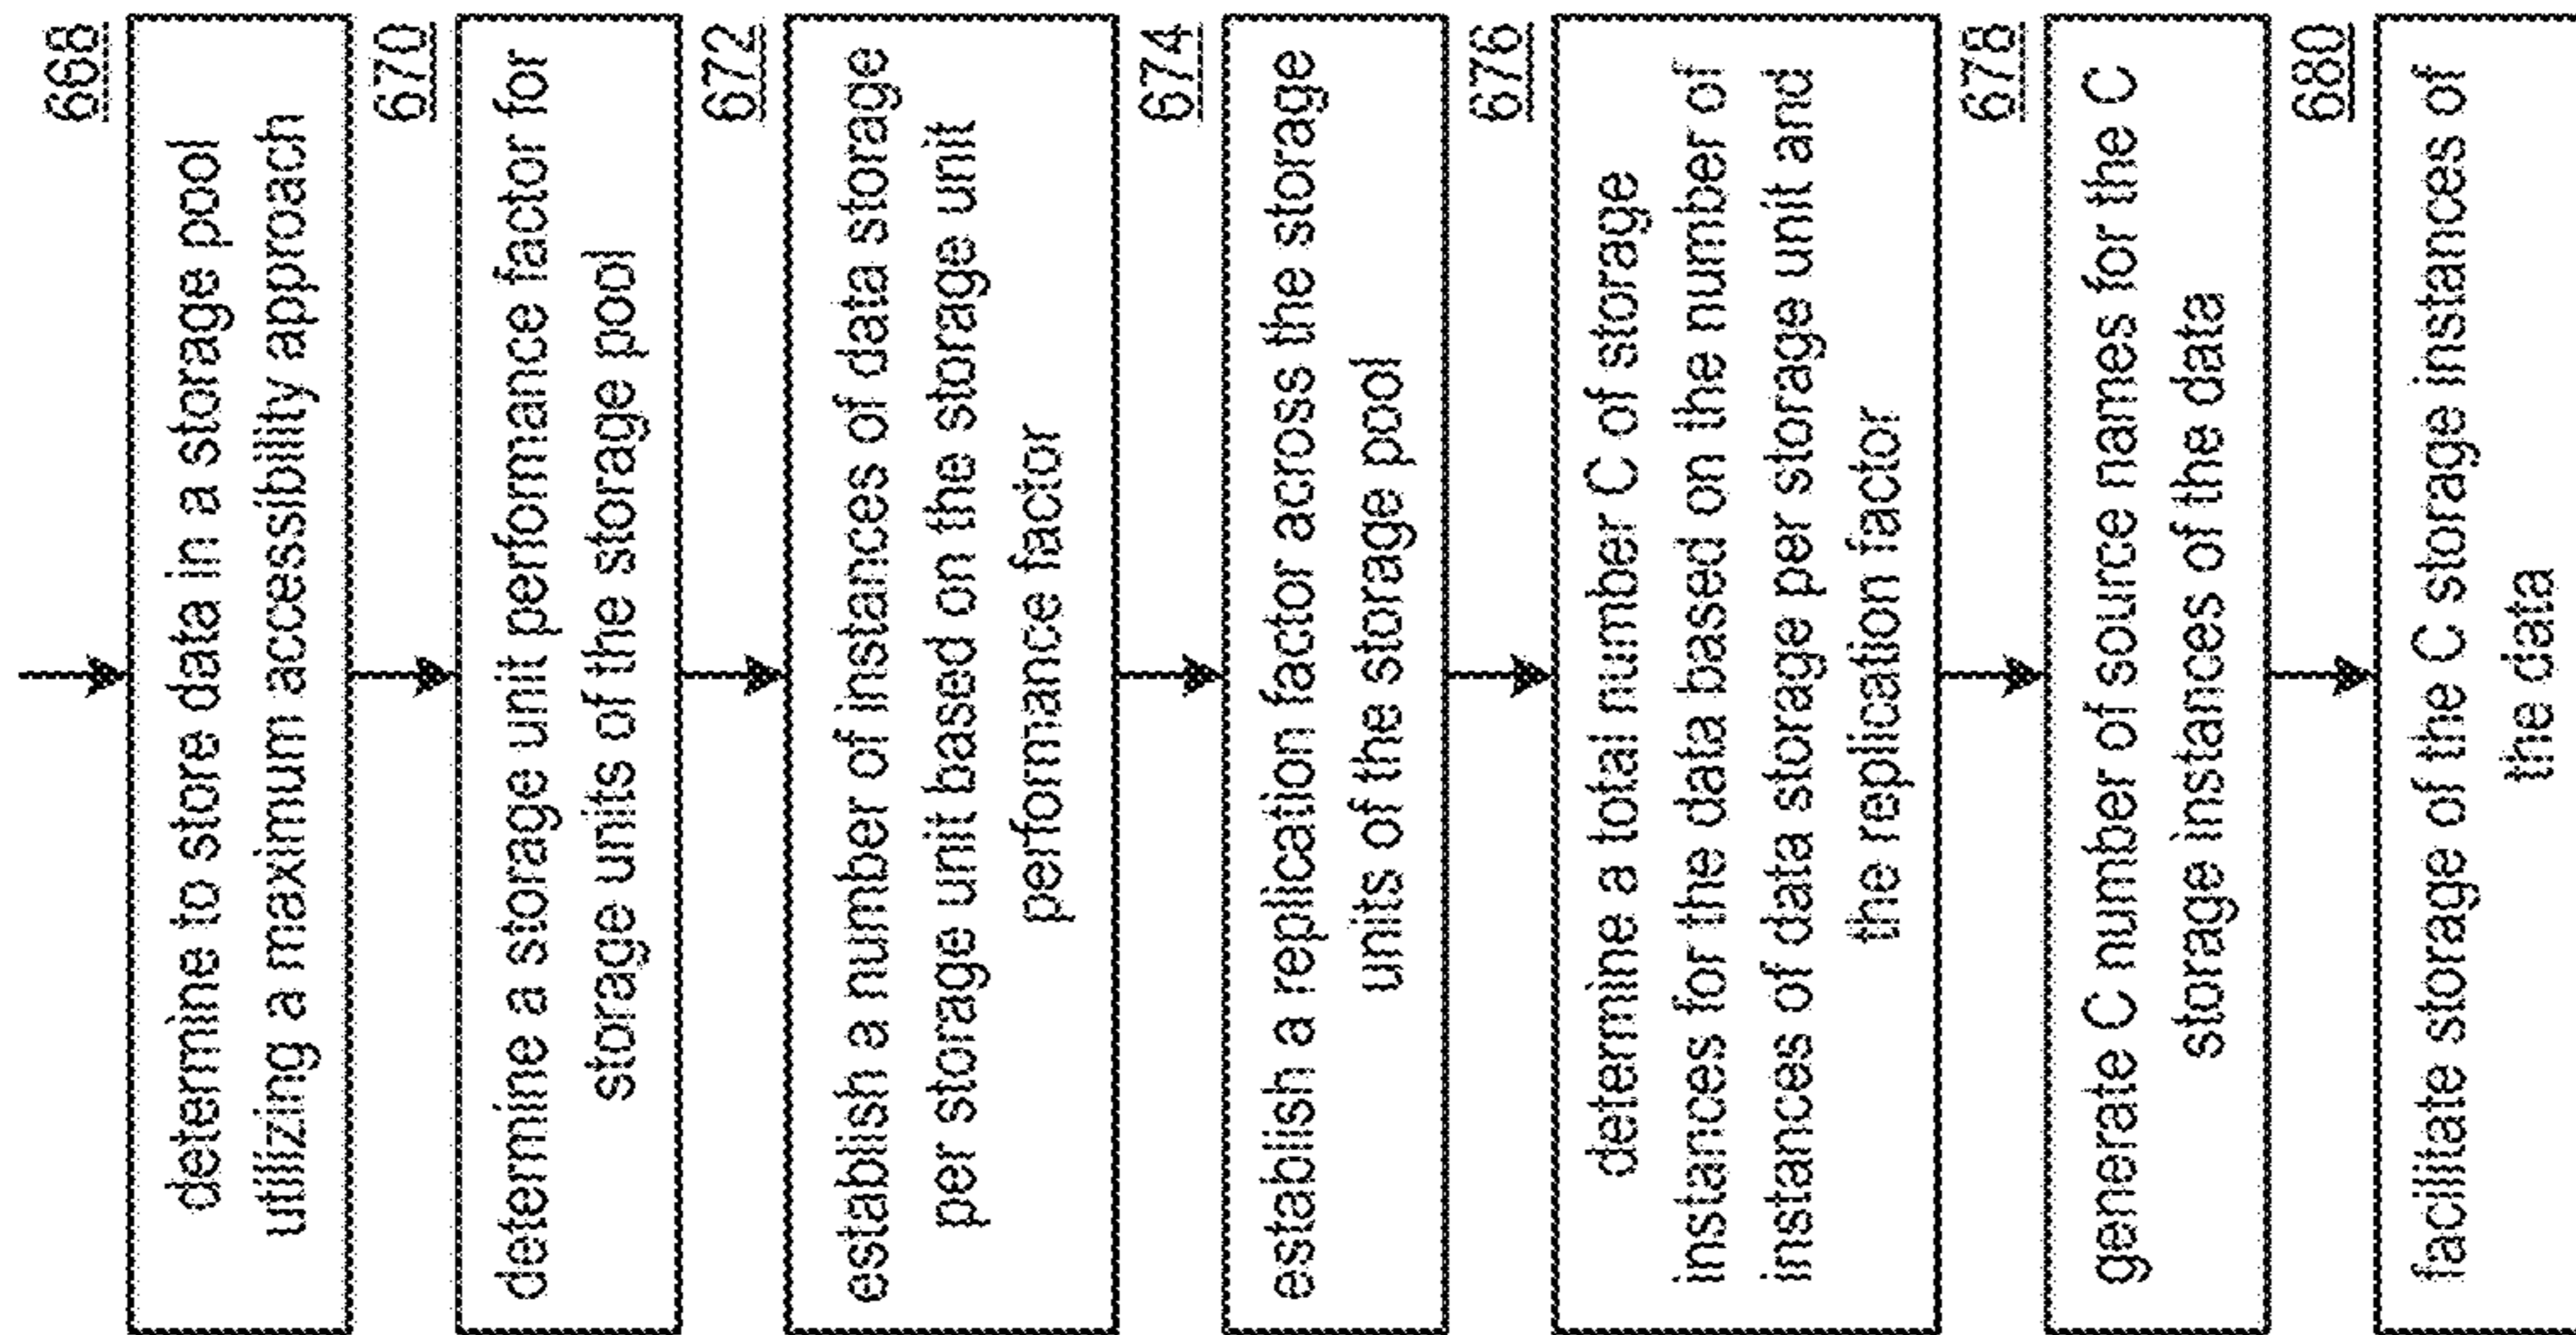 668
determine to store data in a storage pool
utilizing a maximum accessibility approach
670
determine a storage unit performance factor for
storage units of the storage pool
672
establish a number of instances of data storage
per storage unit based on the storage unit
performance factor
674
establish a replication factor across the storage
units of the storage pool
676
determine a total number C of storage
instances for the data based on the number of
instances of data storage per storage unit and
the replication factor
678
generate C number of source names for the C
storage instances of the data
680
facilitate storage of the C storage instances of
the data